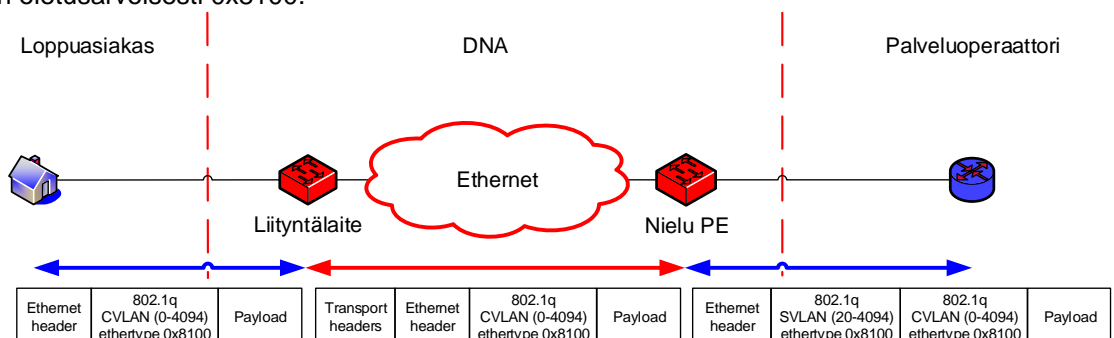 oletusarvoisesti 0x8100.
Loppuasiakas
DNA
Palveluoperaattori
Ethernet
Liityntälaite
Nielu PE
Ethernet
header
802.1q
CVLAN (0-4094)
ethertype 0x8100
Payload
Transport
headers
Ethernet
header
802.1q
CVLAN (0-4094)
ethertype 0x8100
Payload
Ethernet
header
802.1q
SVLAN (20-4094)
ethertype 0x8100
802.1q
CVLAN (0-4094)
ethertype 0x8100
Payload